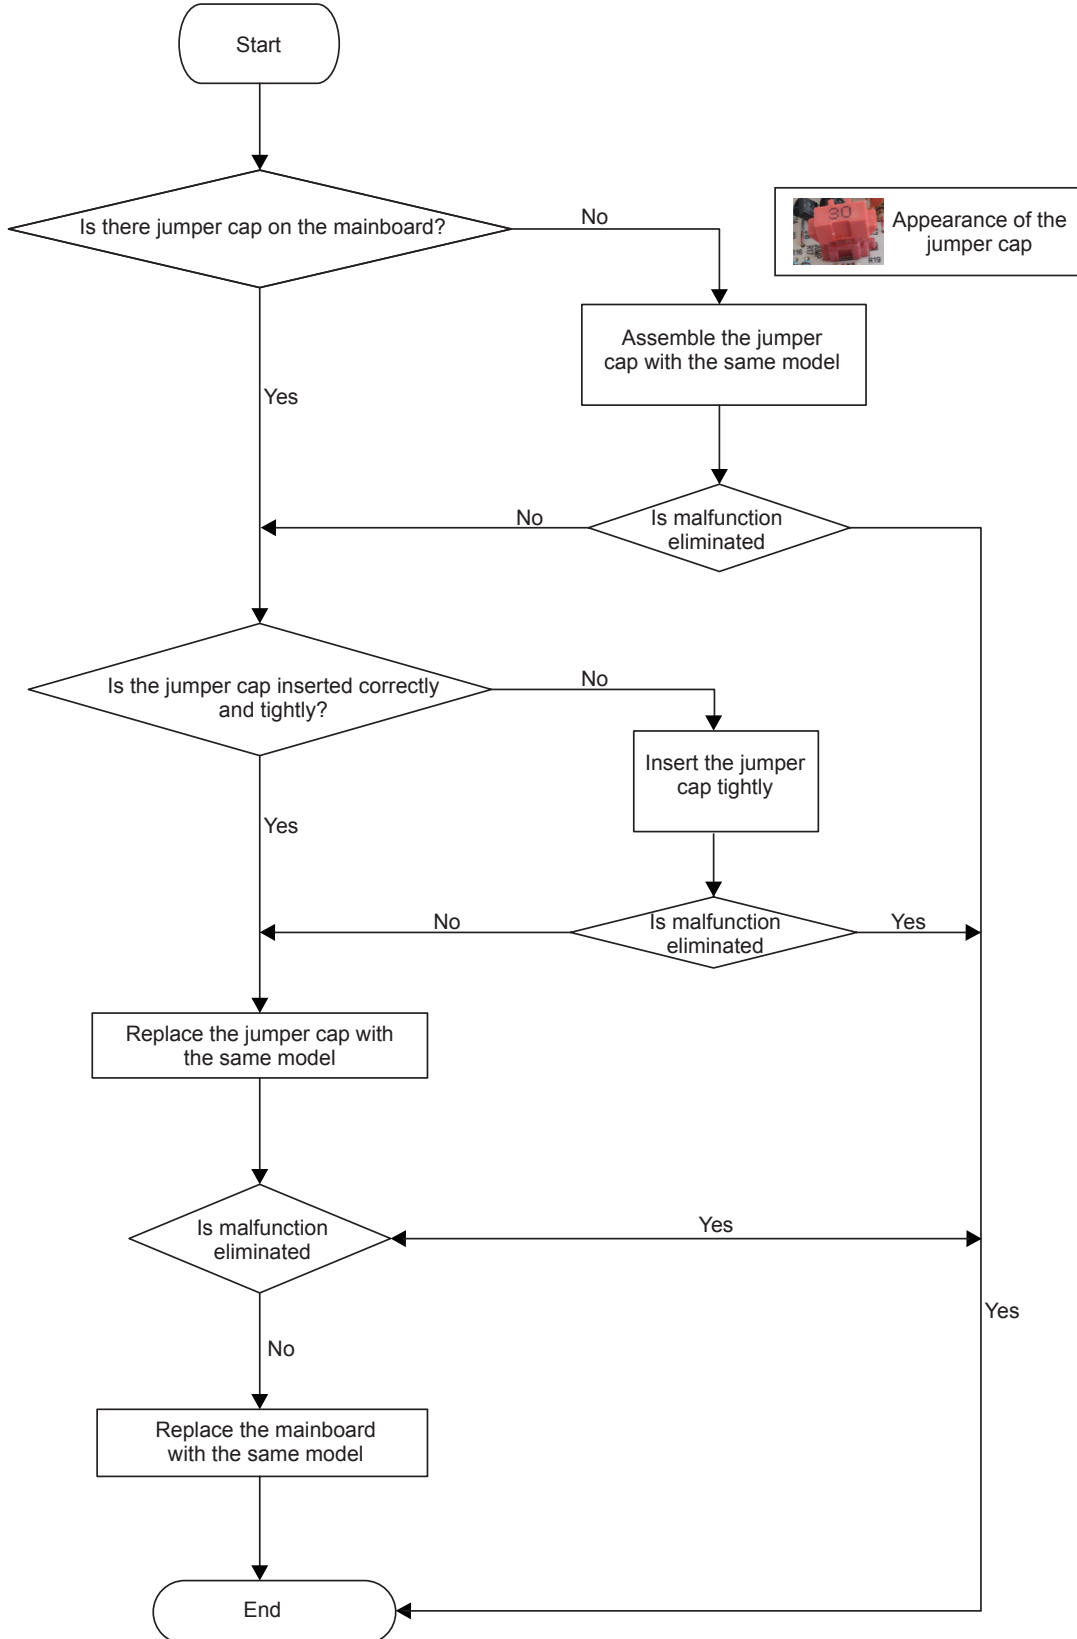 Start
Is there jumper cap on the mainboard?
No
30
R19
Appearance of the
jumper cap
Assemble the jumper
cap with the same model
Yes
No
Is malfunction
eliminated
Is the jumper cap inserted correctly
and tightly?
No
Insert the jumper
cap tightly
Yes
No
Is malfunction
eliminated
Yes
Replace the jumper cap with
the same model
Is malfunction
eliminated
Yes
Yes
No
Replace the mainboard
with the same model
End